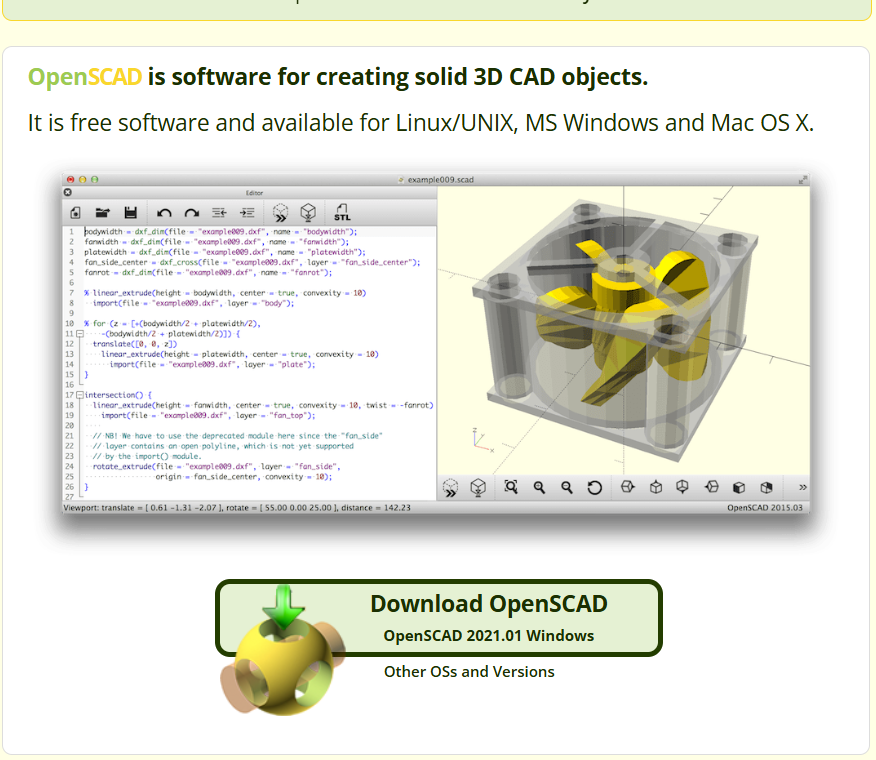 OpenSCAD is software for creating solid 3D CAD objects.
It is free software and available for Linux/UNIX, MS Windows and Mac OS X.
example009.scad
Editor
STL
1 bodywidth = dxf_dim(file = "example009.dxf", name = "bodywidth");
2 fanwidth = dxf_dim(file = "example009.dxf", name = "fanwidth");
3 platewidth = dxf_dim(file = "example009.dxf", name = "platewidth");
4 fan_side_center = dxf_cross(file = "example009.dxf", layer = "fan_side_center");
5 fanrot = dxf_dim(file = "example009.dxf", name = "fanrot");
6
7 % linear_extrude(height = bodywidth, center = true, convexity = 10)
8 import(file = "example009.dxf", layer = "body");
9
10 % for (z = [+(bodywidth/2 + platewidth/2),
11 -(bodywidth/2 + platewidth/2)]) {
12 translate([0, 0, z])
13 linear_extrude(height = platewidth, center = true, convexity = 10)
14 import(file = "example009.dxf", layer = "plate");
15 }
16
17 intersection() {
18 linear_extrude(height = fanwidth, center = true, convexity = 10, twist = -fanrot)
19 import(file = "example009.dxf", layer = "fan_top");
20
21 // NB! We have to use the deprecated module here since the "fan_side"
22 // layer contains an open polyline, which is not yet supported
23 // by the import() module.
24 rotate_extrude(file = "example009.dxf", layer = "fan_side",
25 origin = fan_side_center, convexity = 10);
26 }
27
z
x
Viewport: translate = [ 0.61 -1.31 -2.07 ], rotate = [ 55.00 0.00 25.00 ], distance = 142.23
OpenSCAD 2015.03
Download OpenSCAD
OpenSCAD 2021.01 Windows
Other OSs and Versions